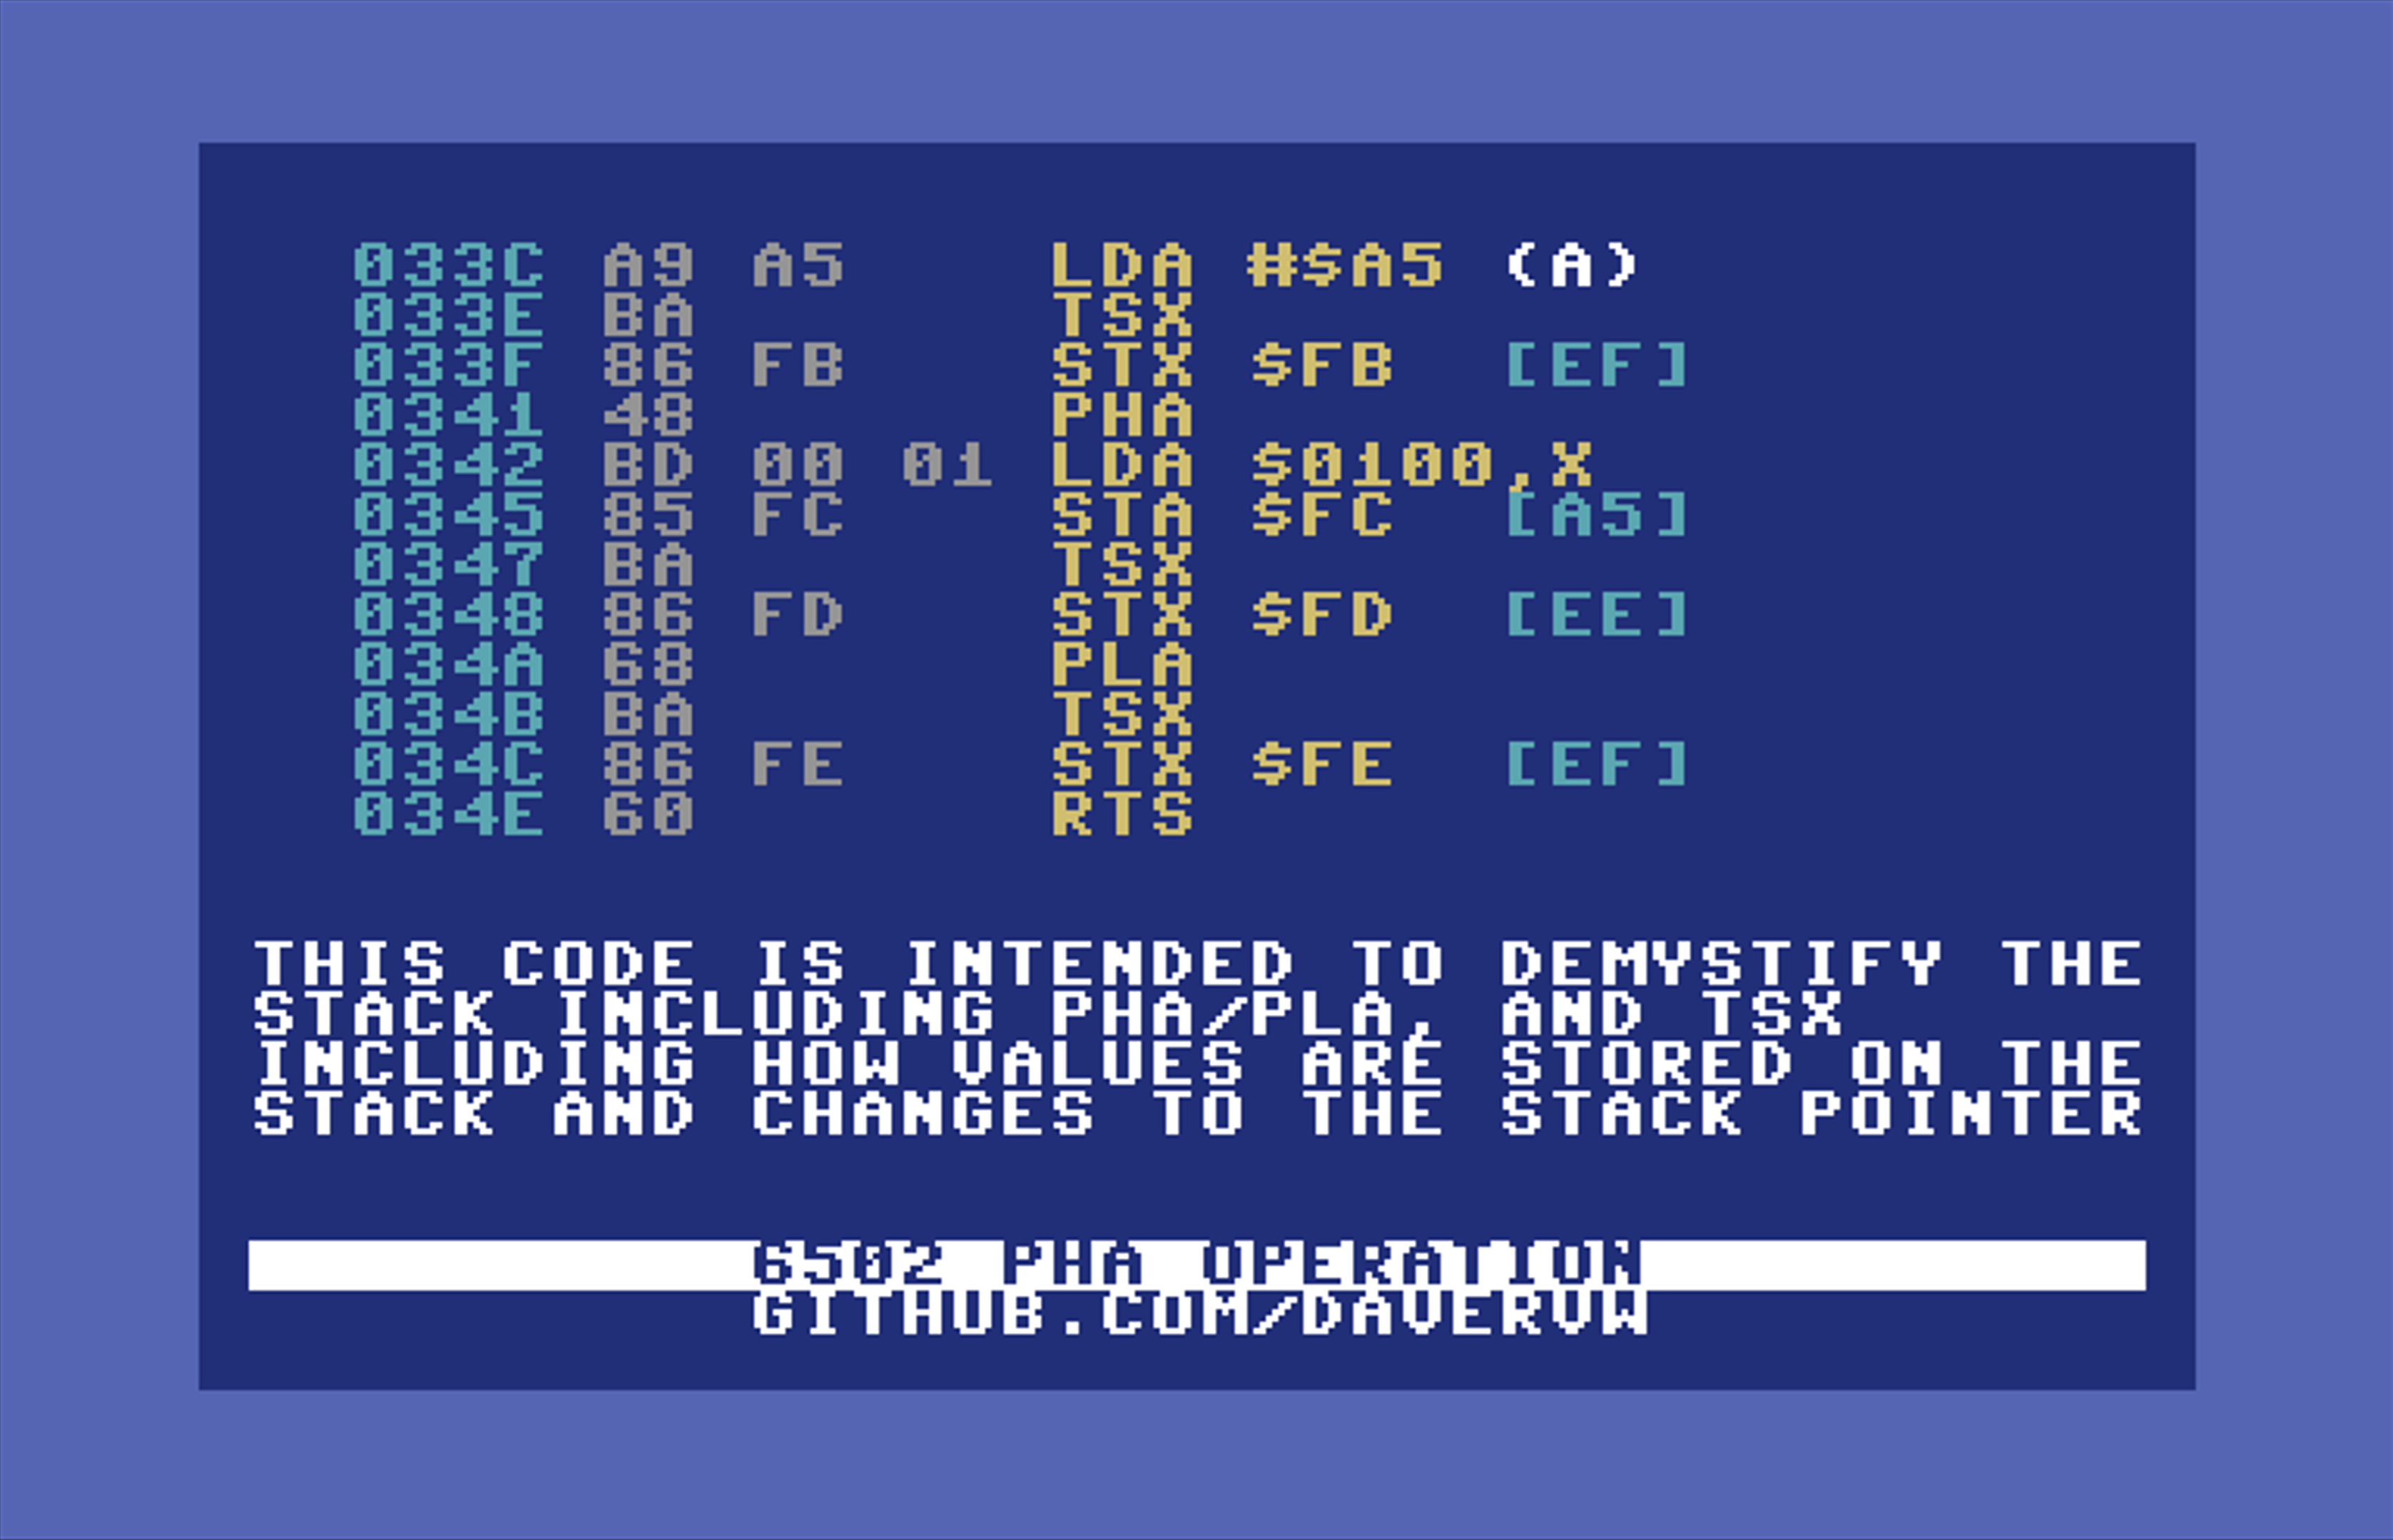 033C A9 A5 LDA #$A5 (A)
033E BA TSX
033F 86 FB STX $FB [EF]
0341 48 PHA
0342 BD 00 01 LDA $0100,X
0345 85 FC STA $FC [A5]
0347 BA TSX
0348 86 FD STX $FD [EE]
034A 68 PLA
034B BA TSX
034C 86 FE STX $FE [EF]
034E 60 RTS
THIS CODE IS INTENDED TO DEMYSTIFY THE
STACK INCLUDING PHA/PLA, AND TSX
INCLUDING HOW VALUES ARE STORED ON THE
STACK AND CHANGES TO THE STACK POINTER
6502 PHA OPERATION
GITHUB.COM/DAVERVW